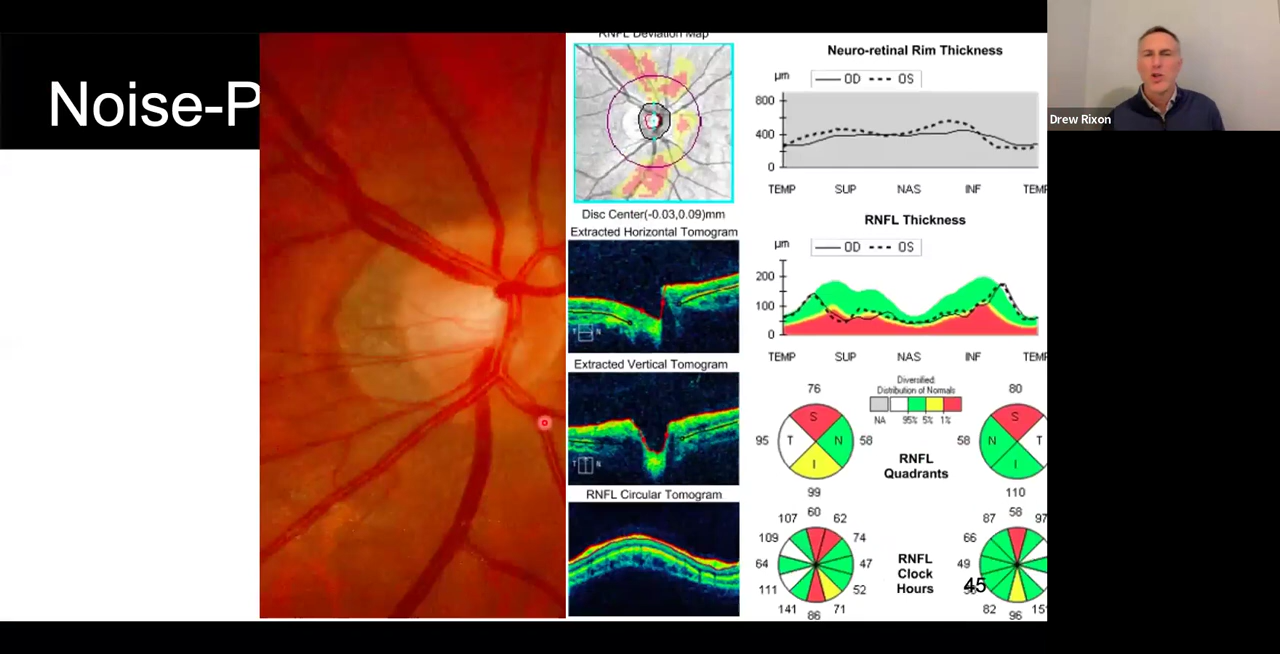 Noise-P
RNFL Deviation Map
Disc Center(-0.03,0.09)mm
Extracted Horizontal Tomogram
T N
Extracted Vertical Tomogram
T N
RNFL Circular Tomogram
Neuro-retinal Rim Thickness
μm
OD OS
800
400
0
TEMP SUP NAS INF TEMP
RNFL Thickness
μm
OD OS
200
100
0
TEMP SUP NAS INF TEMP
Diversified
Distribution of Normals
NA 95% 5% 1%
RNFL
Quadrants
76
S
95 T N 58
I
99
80
S
58 N T
I
110
RNFL
Clock
Hours
60
107 62
109 74
64 47
111 52
141 71
86
58
87 97
66
49
82 15
96
45
Drew Rixon